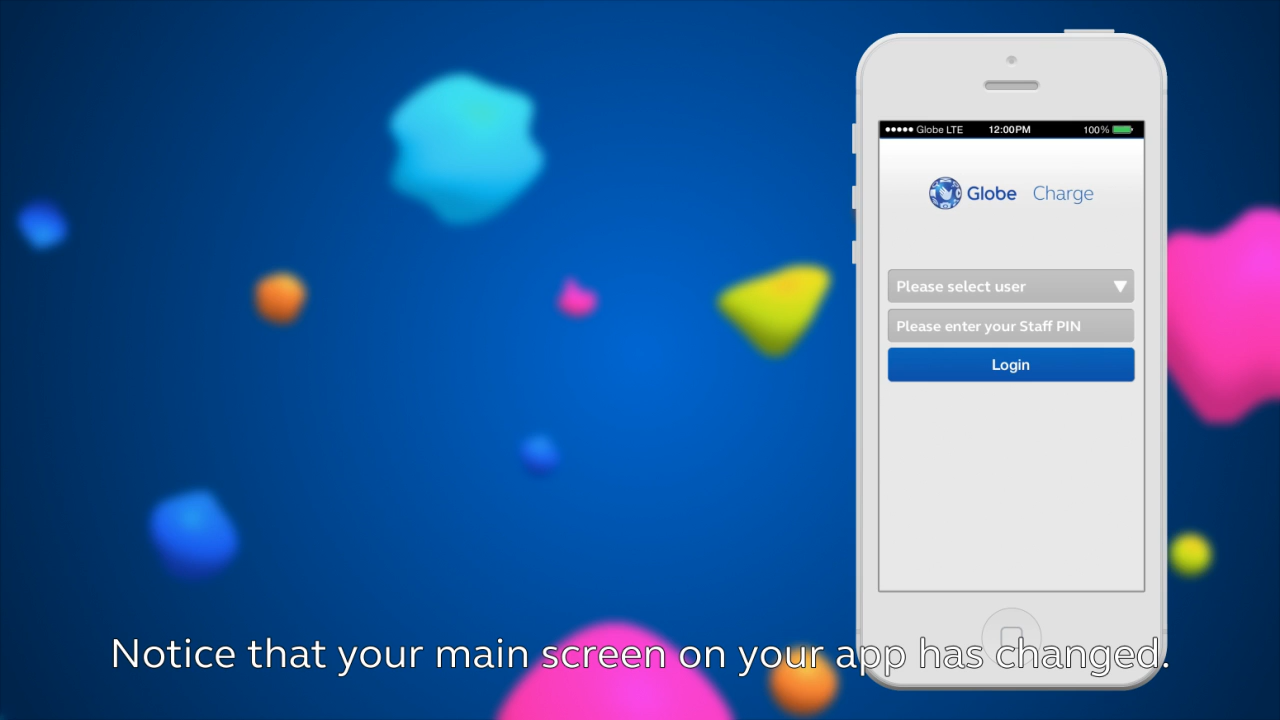 Globe LTE 12:00PM 100%
Globe Charge
Please select user
Please enter your Staff PIN
Login
Notice that your main screen on your app has changed.